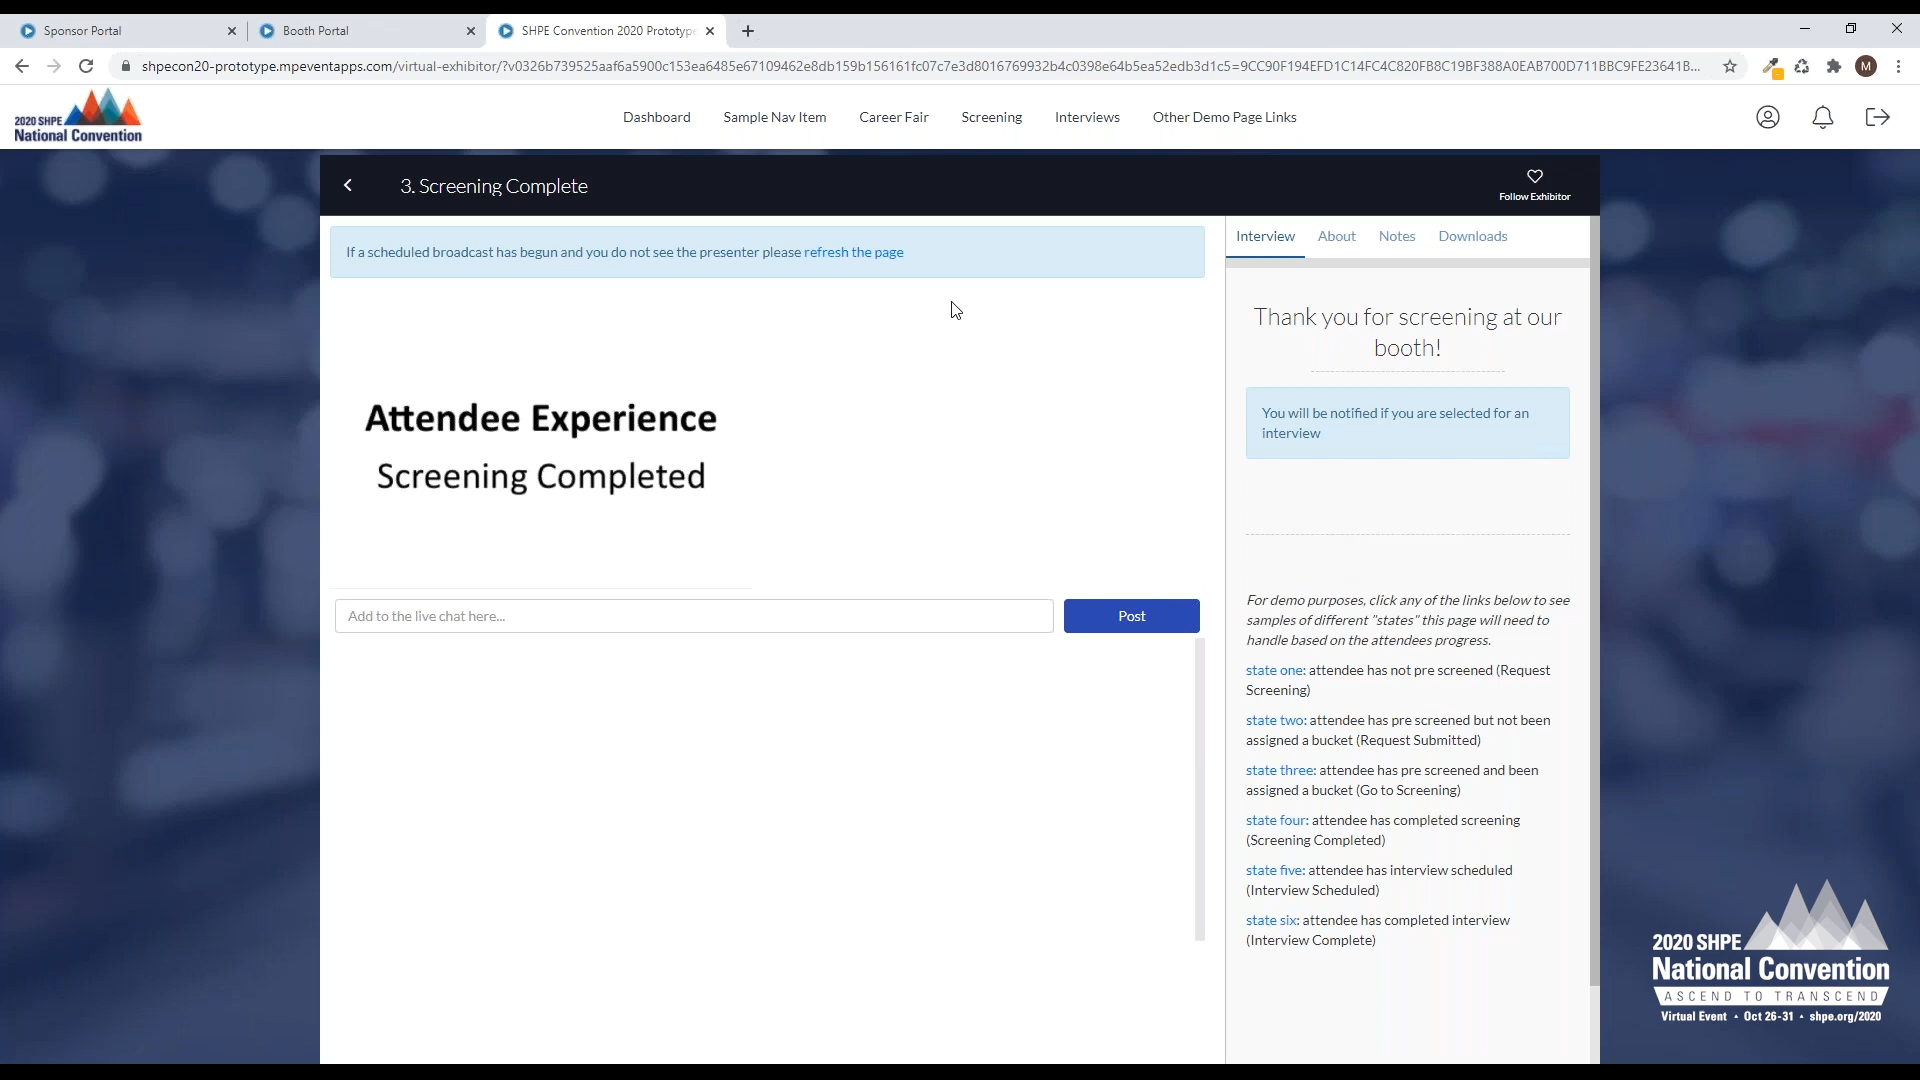 Sponsor Portal
Booth Portal
SHPE Convention 2020 Prototype
shpecon20-prototype.mpeventapps.com/virtual-exhibitor/?v0326b739525aaf6a5900c153ea6485e67109462e8db159b156161fc07c7e3d8016769932b4c0398e64b5ea52edb3d1c5=9CC90F194EFD1C14FC4C820FB8C19BF388A0EAB700D711BBC9FE23641B...
M
2020 SHPE
National Convention
Dashboard
Sample Nav Item
Career Fair
Screening
Interviews
Other Demo Page Links
3. Screening Complete
Follow Exhibitor
If a scheduled broadcast has begun and you do not see the presenter please refresh the page
Attendee Experience
Screening Completed
Add to the live chat here...
Post
Interview
About
Notes
Downloads
Thank you for screening at our
booth!
You will be notified if you are selected for an
interview
For demo purposes, click any of the links below to see
samples of different "states" this page will need to
handle based on the attendees progress.
state one: attendee has not pre screened (Request
Screening)
state two: attendee has pre screened but not been
assigned a bucket (Request Submitted)
state three: attendee has pre screened and been
assigned a bucket (Go to Screening)
state four: attendee has completed screening
(Screening Completed)
state five: attendee has interview scheduled
(Interview Scheduled)
state six: attendee has completed interview
(Interview Complete)
2020 SHPE
National Convention
ASCEND TO TRANSCEND
Virtual Event • Oct 26-31 • shpe.org/2020